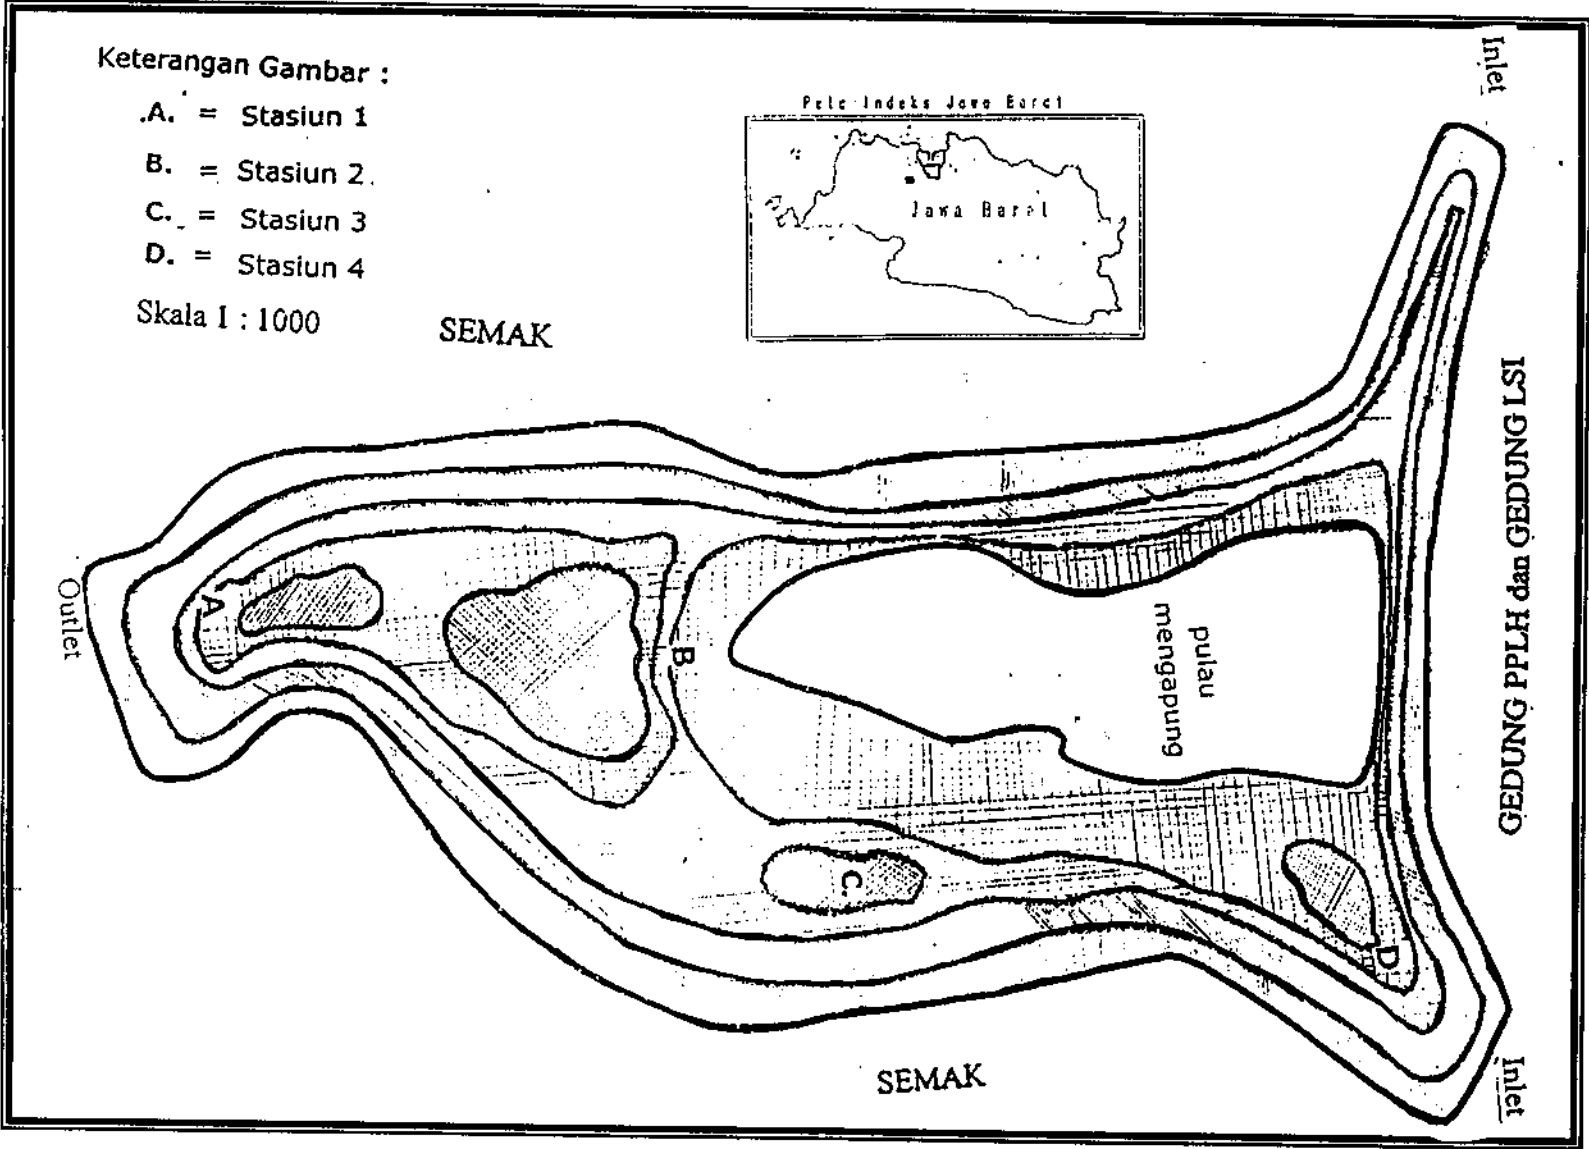 Keterangan Gambar :
A. = Stasiun 1
B. = Stasiun 2
C. = Stasiun 3
D. = Stasiun 4
Skala 1 : 1000
SEMAK
Jawa Barat
Inlet
GEDUNG PPLH dan GEDUNG LSI
Outlet
A
B
pulau
mengapung
C.
D
SEMAK
Inlet